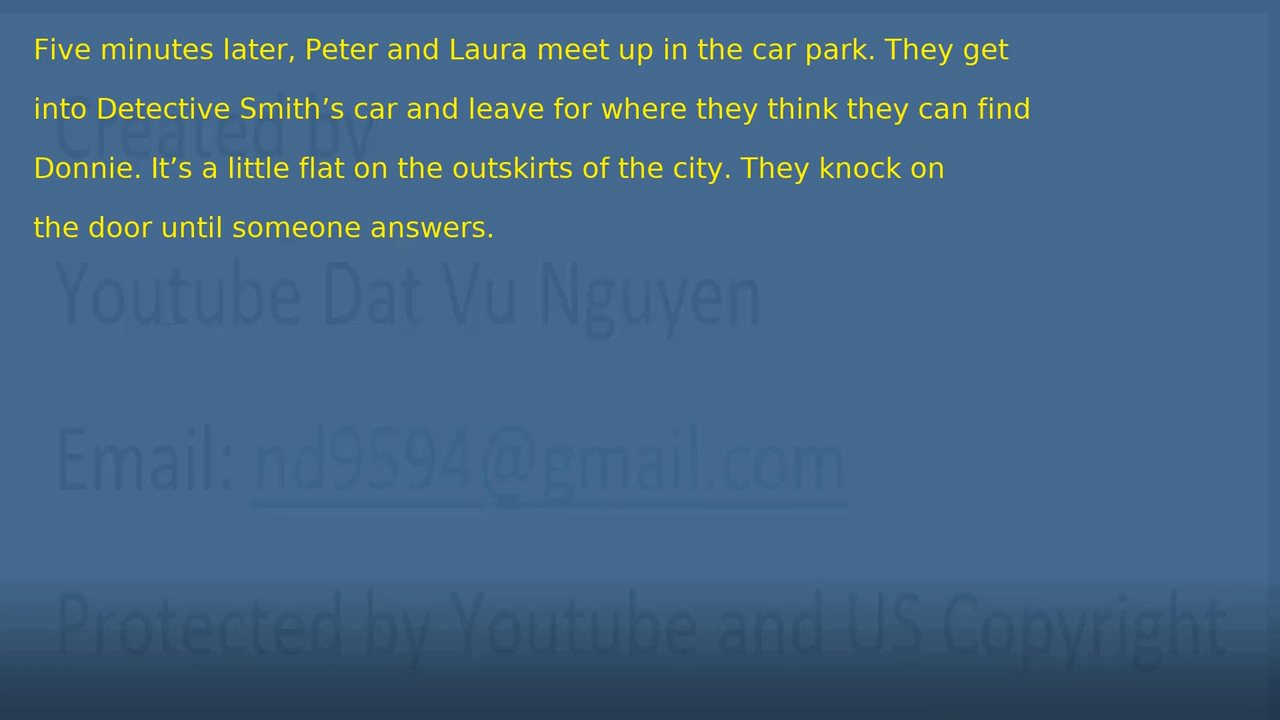 Five minutes later, Peter and Laura meet up in the car park. They get
into Detective Smith’s car and leave for where they think they can find
Created by
Donnie. It’s a little flat on the outskirts of the city. They knock on
the door until someone answers.
Youtube Dat Vu Nguyen
Email: nd9594@gmail.com
Protected by Youtube and US Copyright